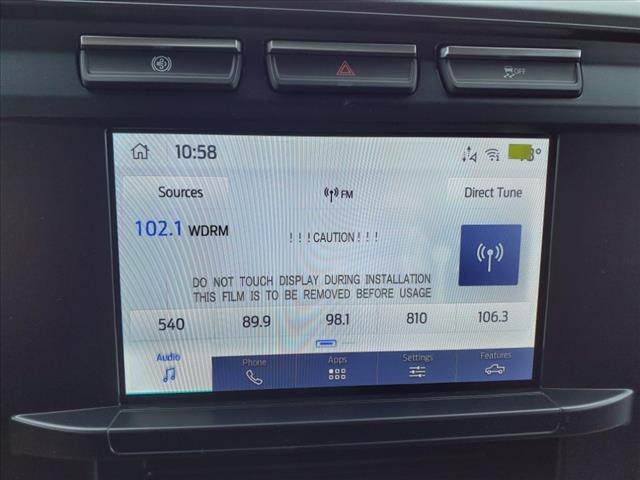 OFF
10:58
Sources
FM
Direct Tune
102.1 WDRM
! ! ! CAUTION ! ! !
DO NOT TOUCH DISPLAY DURING INSTALLATION
THIS FILM IS TO BE REMOVED BEFORE USAGE
540 89.9 98.1 810 106.3
Audio Phone Apps Settings Features